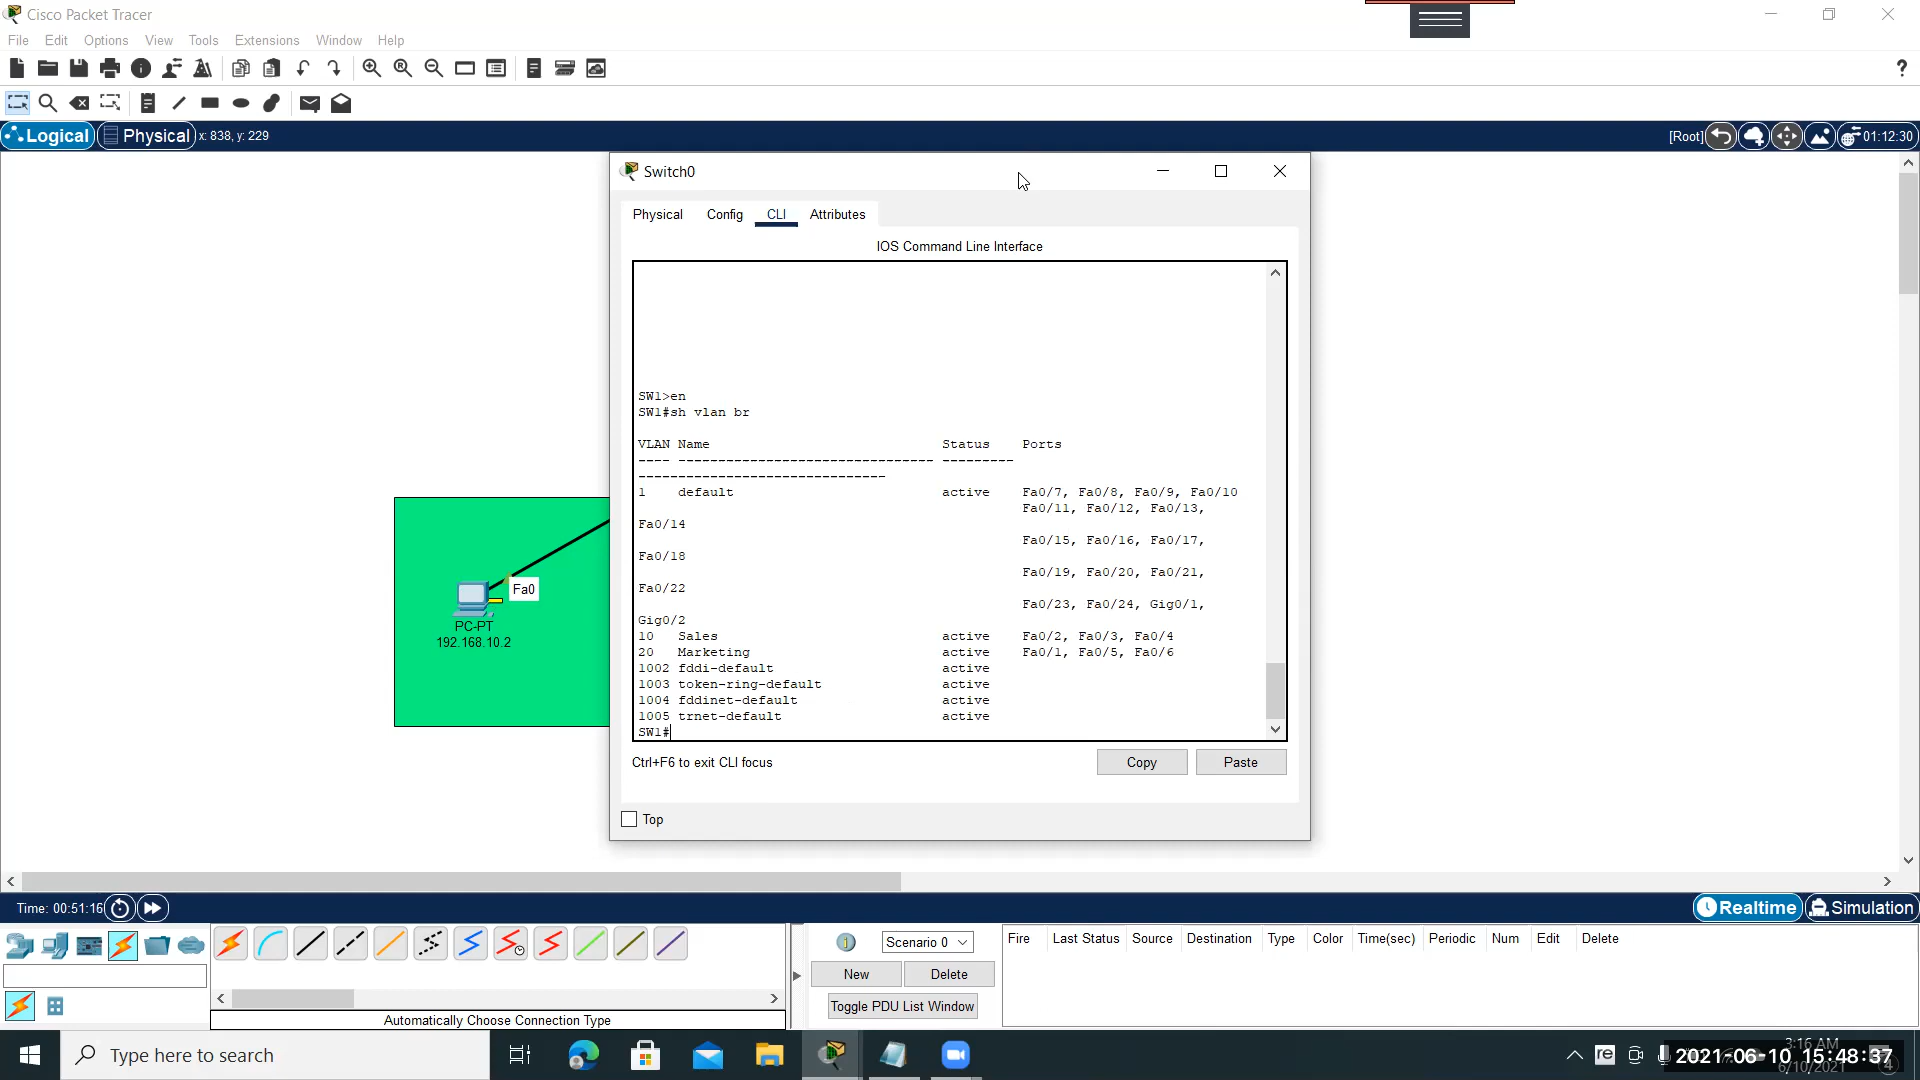 Cisco Packet Tracer
File Edit Options View Tools Extensions Window Help
Logical Physical x: 838, y: 229 [Root] 01:12:30
Switch0
Physical Config CLI Attributes
IOS Command Line Interface
SW1>en
SW1#sh vlan br
VLAN Name Status Ports
---- -------------------------------- ---------
-------------------------------
1 default active Fa0/7, Fa0/8, Fa0/9, Fa0/10
Fa0/11, Fa0/12, Fa0/13,
Fa0/14
Fa0/15, Fa0/16, Fa0/17,
Fa0/18
Fa0/19, Fa0/20, Fa0/21,
Fa0/22
Fa0/23, Fa0/24, Gig0/1,
Gig0/2
10 Sales active Fa0/2, Fa0/3, Fa0/4
20 Marketing active Fa0/1, Fa0/5, Fa0/6
1002 fddi-default active
1003 token-ring-default active
1004 fddinet-default active
1005 trnet-default active
SW1#
Ctrl+F6 to exit CLI focus Copy Paste
Top
Fa0
PC-PT
192.168.10.2
Time: 00:51:16 Realtime Simulation
Scenario 0
New Delete
Toggle PDU List Window
Fire Last Status Source Destination Type Color Time(sec) Periodic Num Edit Delete
Automatically Choose Connection Type
Type here to search
re
3:16 AM
6/10/2021
2021-06-10 15:48:37
4